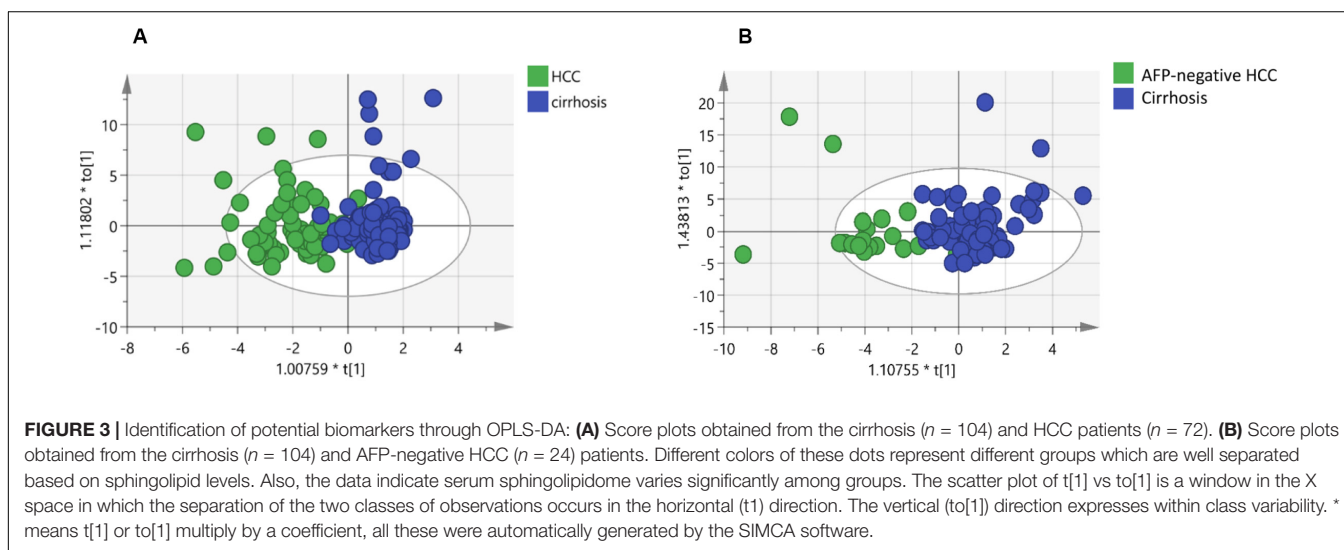 A
HCC
cirrhosis
10
5
0
-5
-10
-8
-6
-4
-2
0
2
4
1.11802 * to[1]
1.00759 * t[1]
B
AFP-negative HCC
Cirrhosis
20
15
10
5
0
-5
-10
-15
-10
-8
-6
-4
-2
0
2
4
1.43813 * to[1]
1.10755 * t[1]
FIGURE 3 | Identification of potential biomarkers through OPLS-DA: (A) Score plots obtained from the cirrhosis (n = 104) and HCC patients (n = 72). (B) Score plots
obtained from the cirrhosis (n = 104) and AFP-negative HCC (n = 24) patients. Different colors of these dots represent different groups which are well separated
based on sphingolipid levels. Also, the data indicate serum sphingolipidome varies significantly among groups. The scatter plot of t[1] vs to[1] is a window in the X
space in which the separation of the two classes of observations occurs in the horizontal (t1) direction. The vertical (to[1]) direction expresses within class variability. *
means t[1] or to[1] multiply by a coefficient, all these were automatically generated by the SIMCA software.